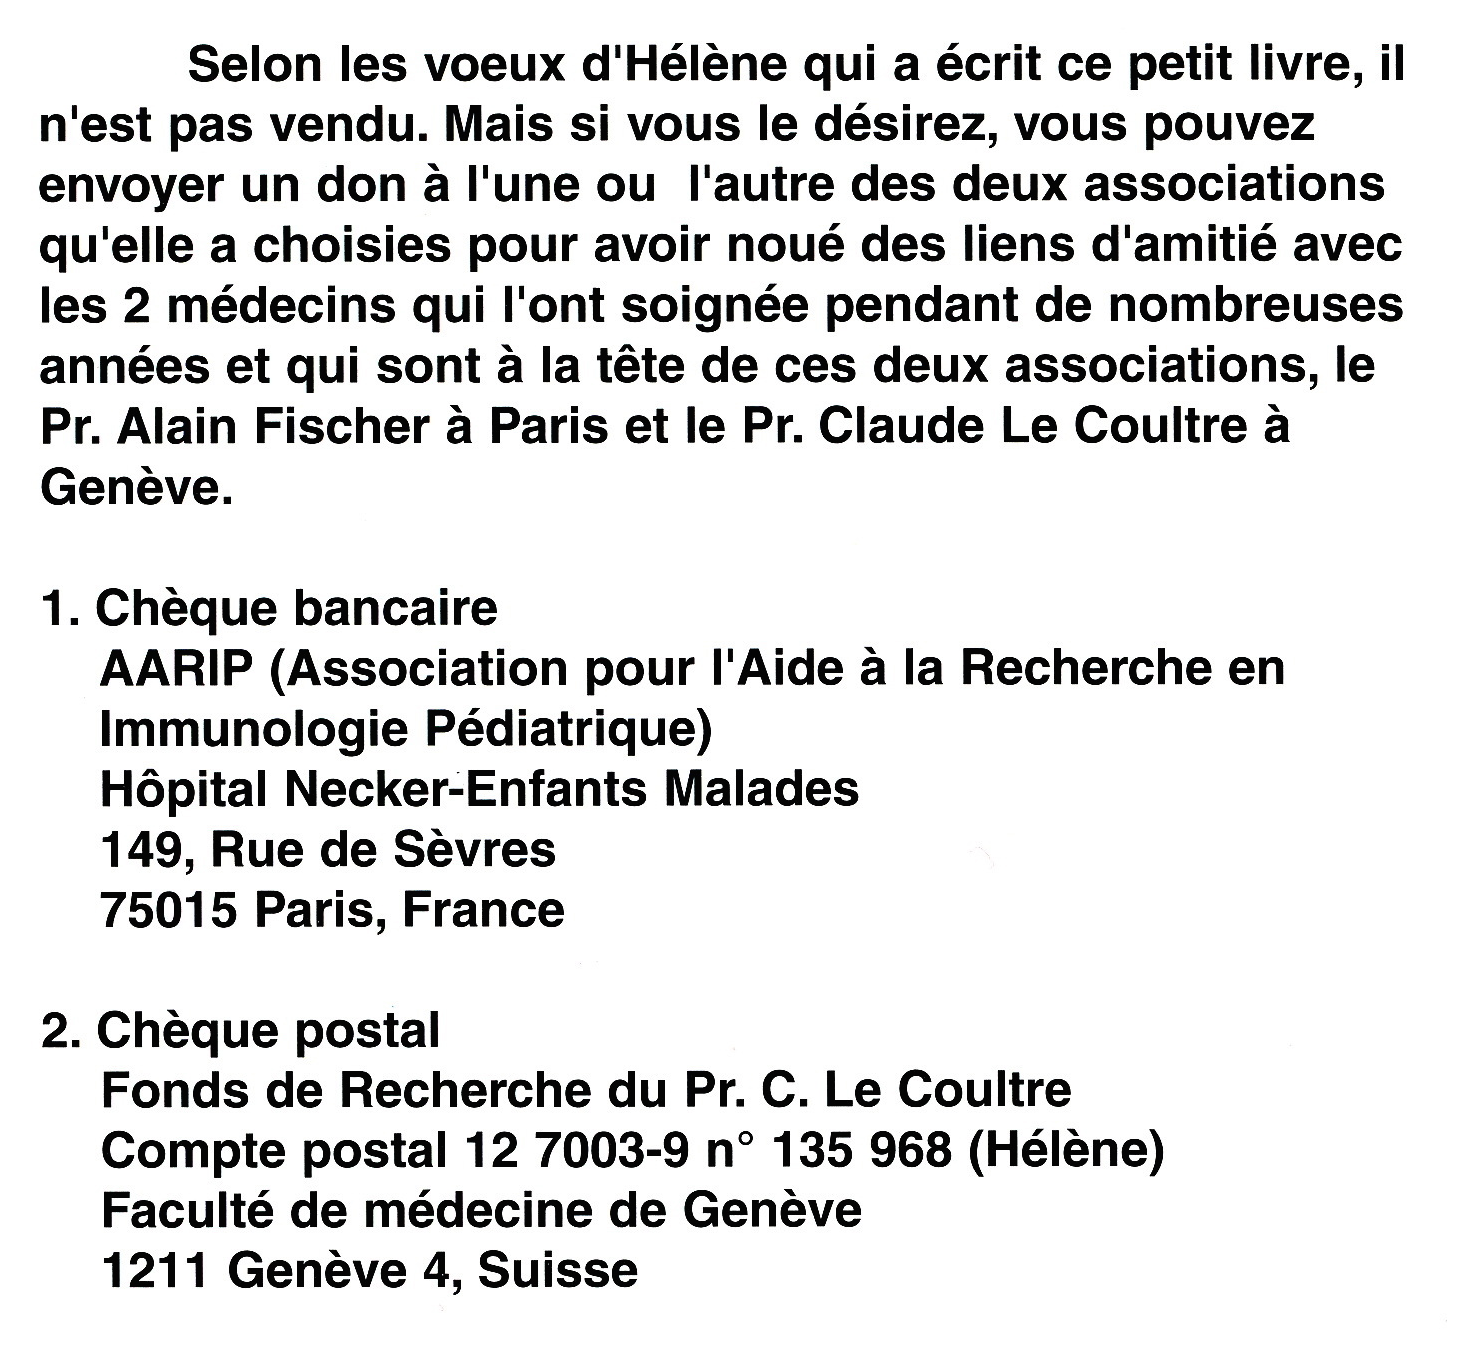 Selon les voeux d'Hélène qui a écrit ce petit livre, il
n'est pas vendu. Mais si vous le désirez, vous pouvez
envoyer un don à l'une ou  l'autre des deux associations
qu'elle a choisies pour avoir noué des liens d'amitié avec
les 2 médecins qui l'ont soignée pendant de nombreuses
années et qui sont à la tête de ces deux associations, le
Pr. Alain Fischer à Paris et le Pr. Claude Le Coultre à
Genève.
1. Chèque bancaire
AARIP (Association pour l'Aide à la Recherche en
Immunologie Pédiatrique)
Hôpital Necker-Enfants Malades
149, Rue de Sèvres
75015 Paris, France
2. Chèque postal
Fonds de Recherche du Pr. C. Le Coultre
Compte postal 12 7003-9 n° 135 968 (Hélène)
Faculté de médecine de Genève
1211 Genève 4, Suisse